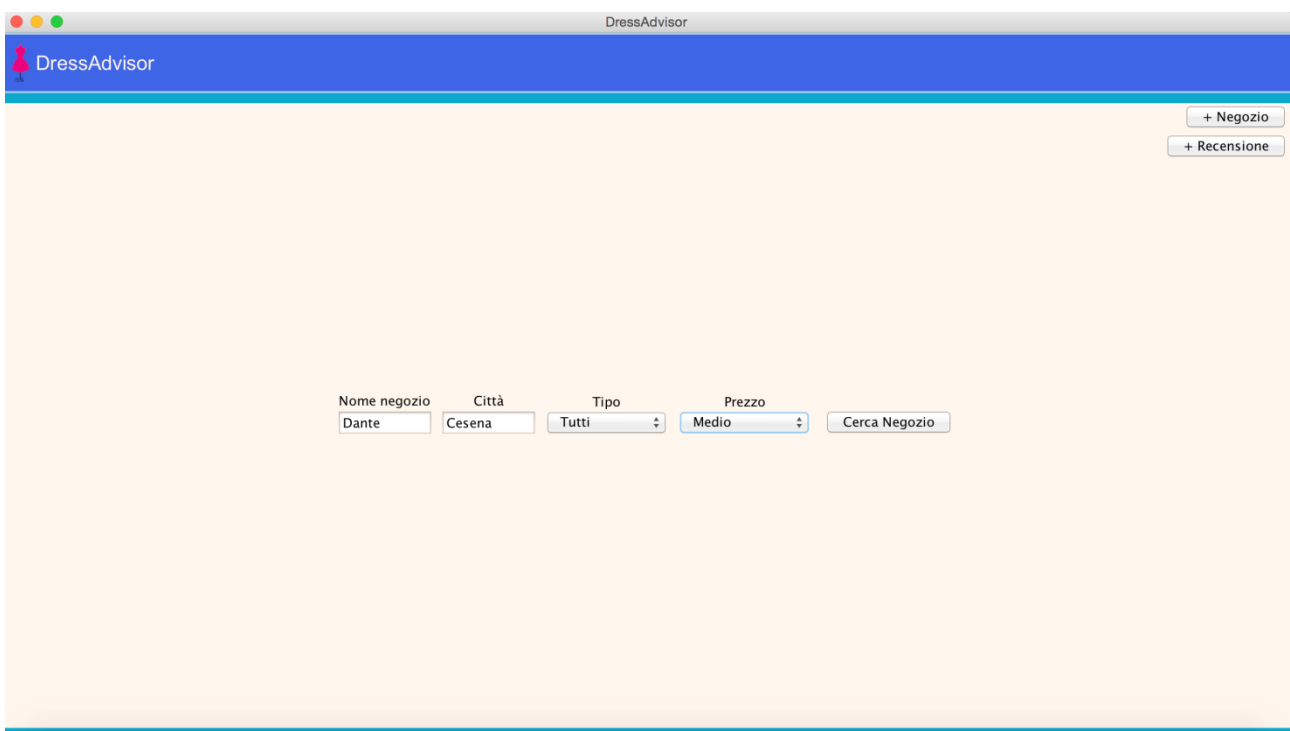 DressAdvisor
DressAdvisor
+ Negozio
+ Recensione
Nome negozio Città Tipo Prezzo
Dante Cesena Tutti Medio Cerca Negozio